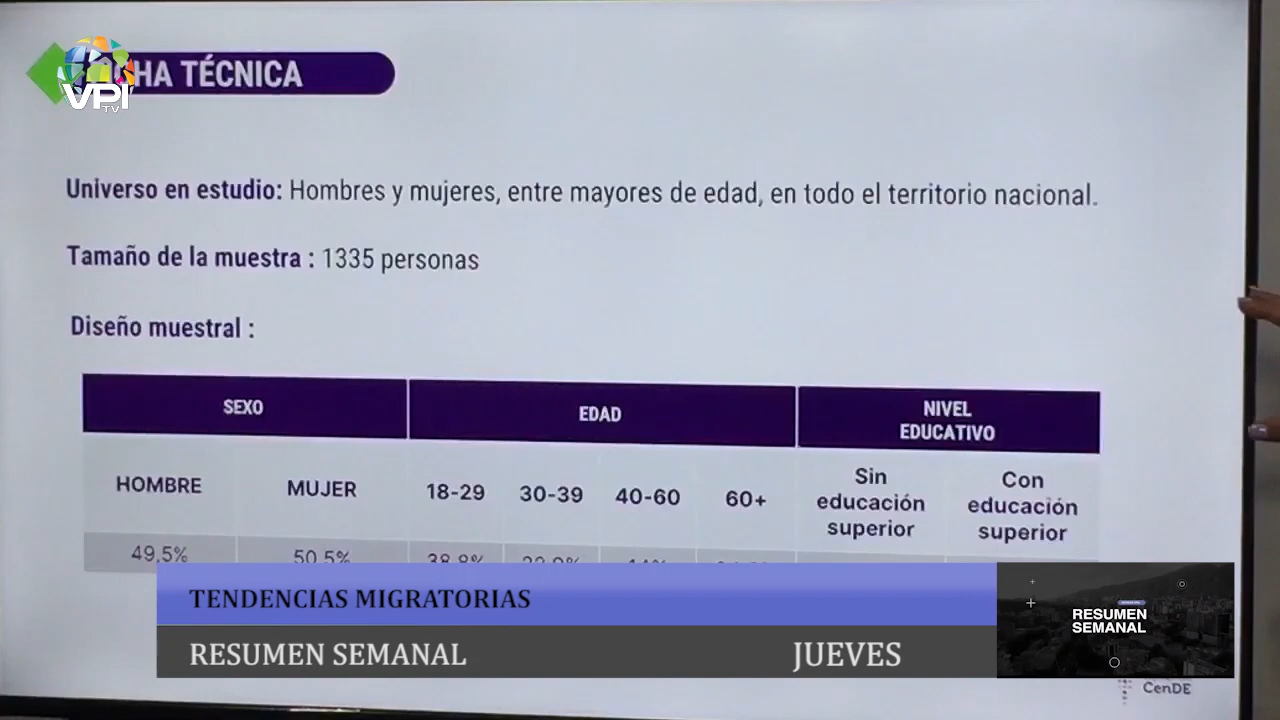 HA TÉCNICA
VPI
TV
Universo en estudio: Hombres y mujeres, entre mayores de edad, en todo el territorio nacional.
Tamaño de la muestra : 1335 personas
Diseño muestral :
SEXO
EDAD
NIVEL
EDUCATIVO
HOMBRE
MUJER
18-29
30-39
40-60
60+
Sin
educación
superior
Con
educación
superior
49,5%
50,5%
TENDENCIAS MIGRATORIAS
RESUMEN SEMANAL
JUEVES
RESUMEN
SEMANAL
CenDE